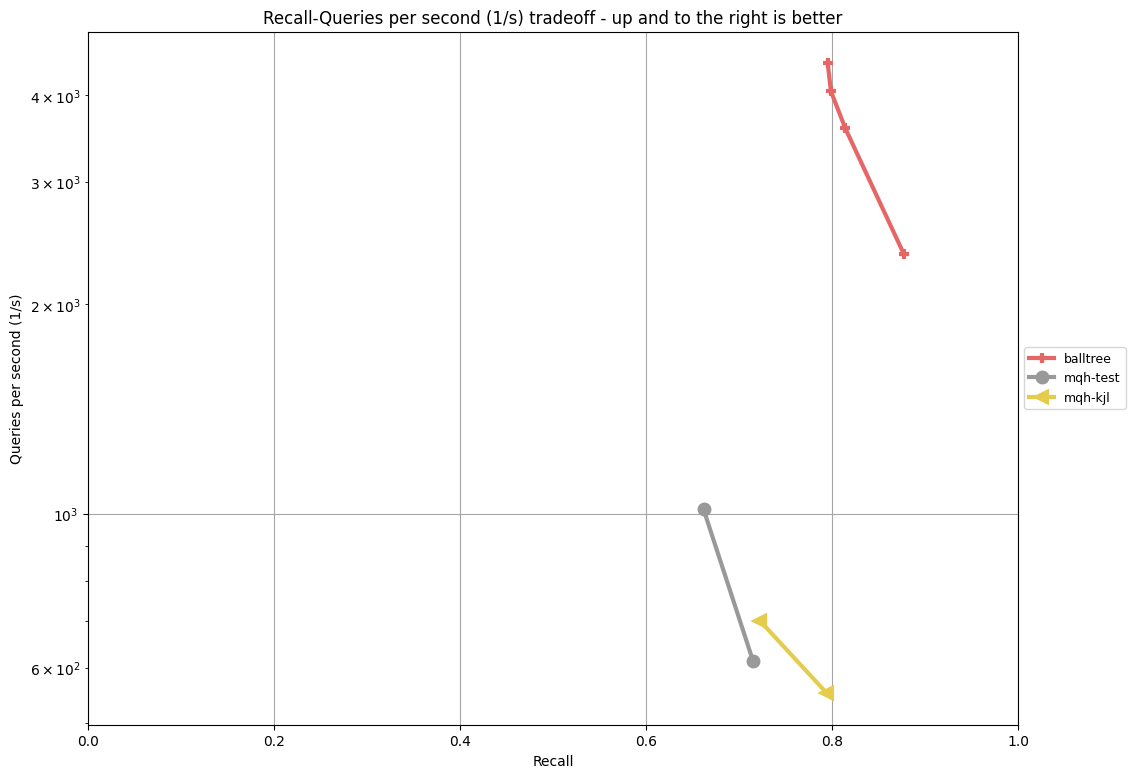 Recall-Queries per second (1/s) tradeoff - up and to the right is better
Queries per second (1/s)
4 × 10³
3 × 10³
2 × 10³
10³
6 × 10²
0.0 0.2 0.4 0.6 0.8 1.0
Recall
balltree
mqh-test
mqh-kjl